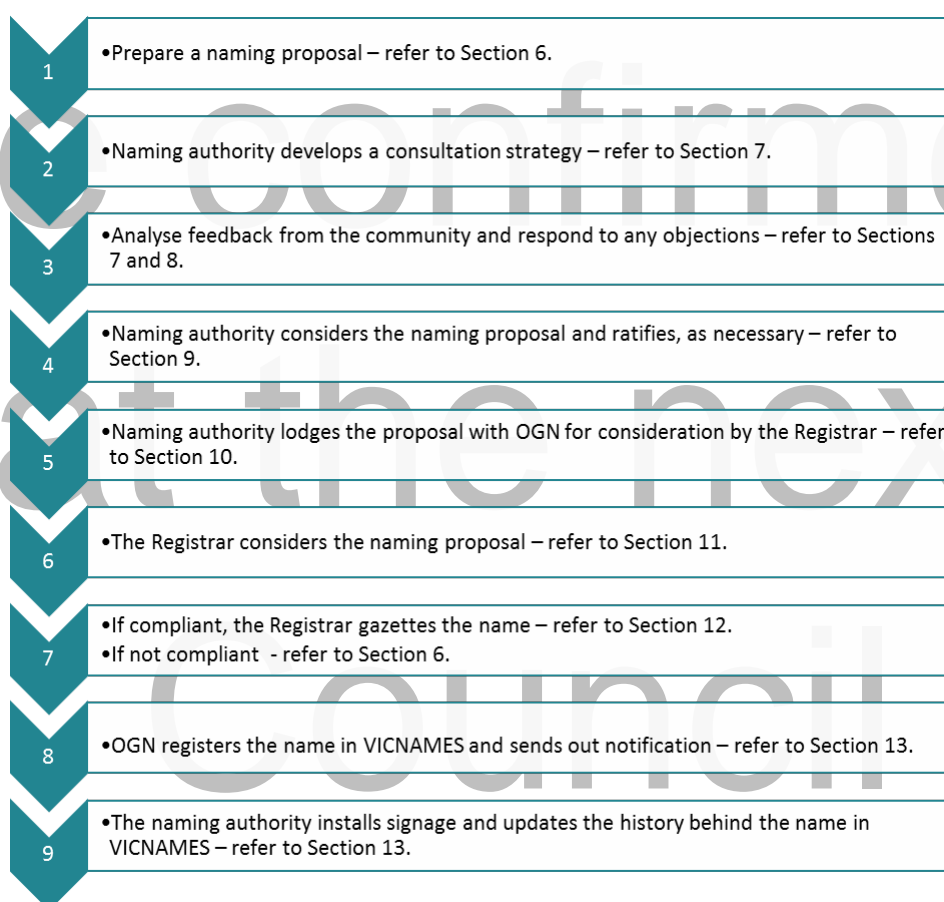 1
•Prepare a naming proposal – refer to Section 6.
2
•Naming authority develops a consultation strategy – refer to Section 7.
3
•Analyse feedback from the community and respond to any objections – refer to Sections
7 and 8.
4
•Naming authority considers the naming proposal and ratifies, as necessary – refer to
Section 9.
5
•Naming authority lodges the proposal with OGN for consideration by the Registrar – refer
to Section 10.
6
•The Registrar considers the naming proposal – refer to Section 11.
7
•If compliant, the Registrar gazettes the name – refer to Section 12.
•If not compliant - refer to Section 6.
8
•OGN registers the name in VICNAMES and sends out notification – refer to Section 13.
9
•The naming authority installs signage and updates the history behind the name in
VICNAMES – refer to Section 13.
at the
Council